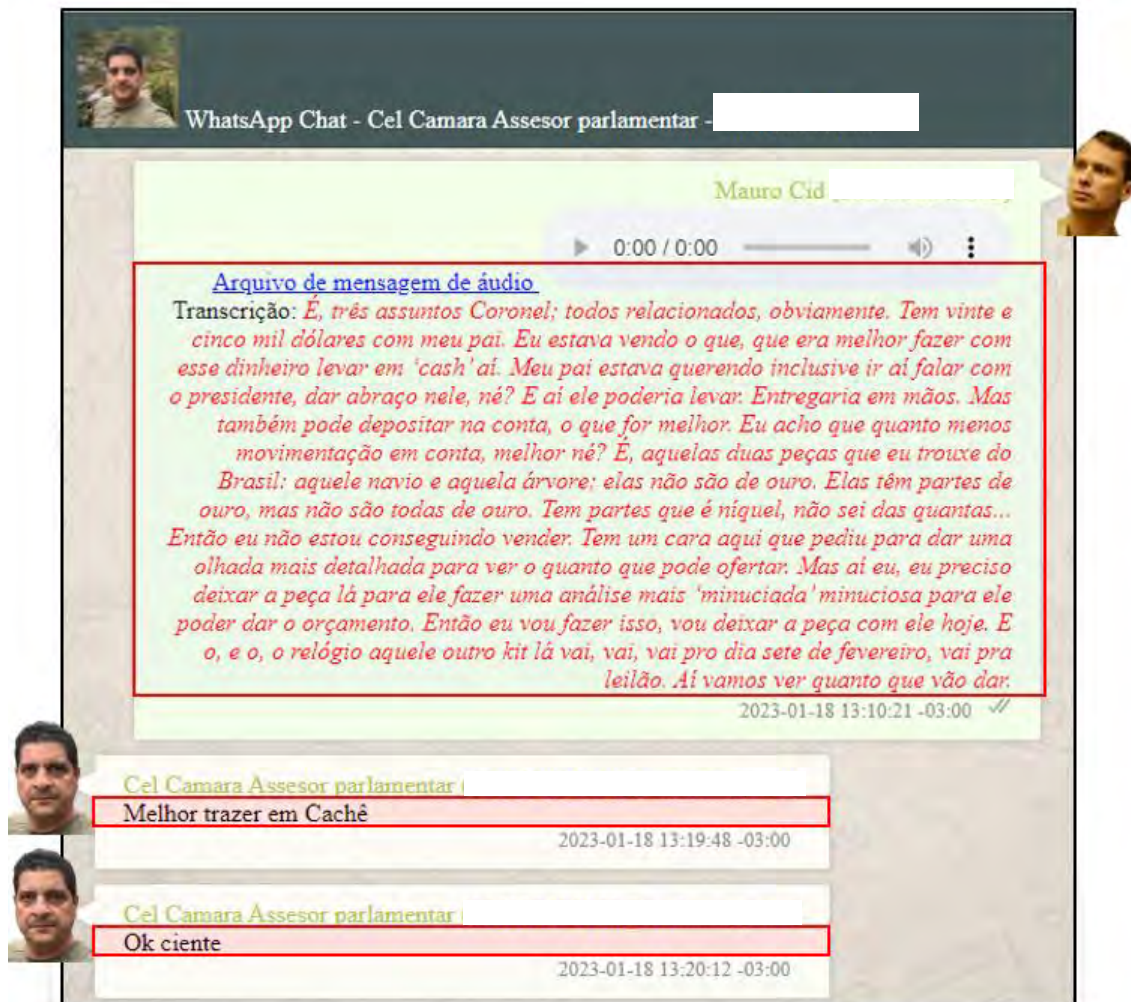 WhatsApp Chat - Cel Camara Assesor parlamentar -
Mauro Cid
0:00 / 0:00
Arquivo de mensagem de áudio
Transcrição: É, três assuntos Coronel; todos relacionados, obviamente. Tem vinte e
cinco mil dólares com meu pai. Eu estava vendo o que, que era melhor fazer com
esse dinheiro levar em 'cash' aí. Meu pai estava querendo inclusive ir aí falar com
o presidente, dar abraço nele, né? E aí ele poderia levar. Entregaria em mãos. Mas
também pode depositar na conta, o que for melhor. Eu acho que quanto menos
movimentação em conta, melhor né? É, aquelas duas peças que eu trouxe do
Brasil: aquele navio e aquela árvore; elas não são de ouro. Elas têm partes de
ouro, mas não são todas de ouro. Tem partes que é níquel, não sei das quantas...
Então eu não estou conseguindo vender. Tem um cara aqui que pediu para dar uma
olhada mais detalhada para ver o quanto que pode ofertar. Mas aí eu, eu preciso
deixar a peça lá para ele fazer uma análise mais 'minuciada' minuciosa para ele
poder dar o orçamento. Então eu vou fazer isso, vou deixar a peça com ele hoje. E
o, e o, o relógio aquele outro kit lá vai, vai, vai pro dia sete de fevereiro, vai pra
leilão. Aí vamos ver quanto que vão dar.
2023-01-18 13:10:21 -03:00
Cel Camara Assesor parlamentar (
Melhor trazer em Cachê
2023-01-18 13:19:48 -03:00
Cel Camara Assesor parlamentar (
Ok ciente
2023-01-18 13:20:12 -03:00